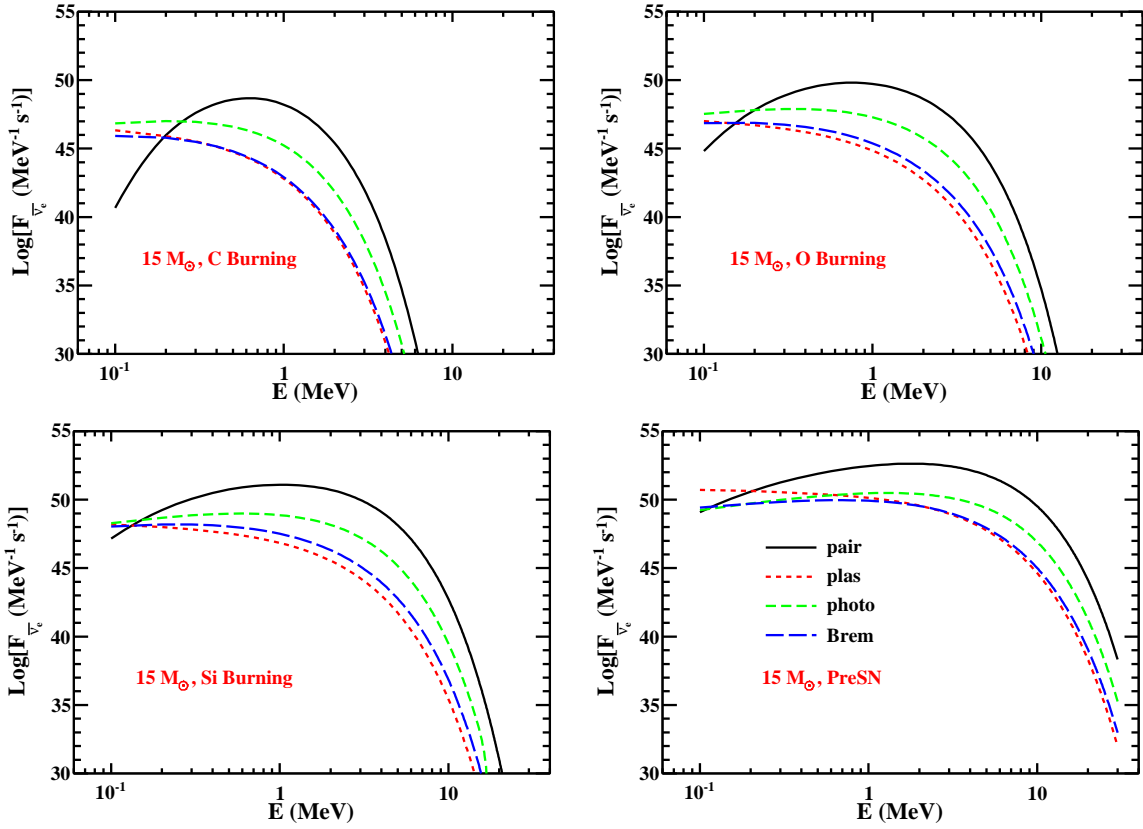 55
50
45
40
35
30
Log[F_ν̄e (MeV⁻¹ s⁻¹)]
15 M⊙, C Burning
10⁻¹ 1 10
E (MeV)
55
50
45
40
35
30
Log[F_ν̄e (MeV⁻¹ s⁻¹)]
15 M⊙, O Burning
10⁻¹ 1 10
E (MeV)
55
50
45
40
35
30
Log[F_ν̄e (MeV⁻¹ s⁻¹)]
15 M⊙, Si Burning
10⁻¹ 1 10
E (MeV)
55
50
45
40
35
30
Log[F_ν̄e (MeV⁻¹ s⁻¹)]
pair
plas
photo
Brem
15 M⊙, PreSN
10⁻¹ 1 10
E (MeV)